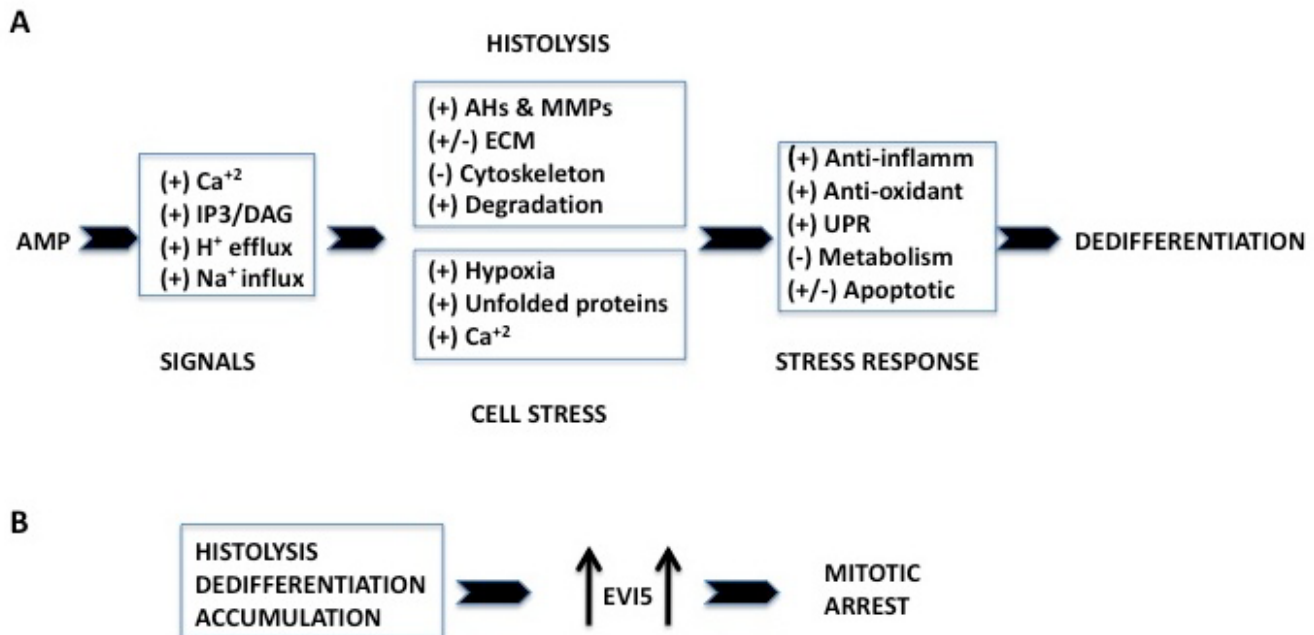 A
HISTOLYSIS
(+) AHs & MMPs
(+/-) ECM
(-) Cytoskeleton
(+) Degradation
AMP
(+) Ca⁺²
(+) IP3/DAG
(+) H⁺ efflux
(+) Na⁺ influx
SIGNALS
(+) Hypoxia
(+) Unfolded proteins
(+) Ca⁺²
CELL STRESS
(+) Anti-inflamm
(+) Anti-oxidant
(+) UPR
(-) Metabolism
(+/-) Apoptotic
STRESS RESPONSE
DEDIFFERENTIATION
B
HISTOLYSIS
DEDIFFERENTIATION
ACCUMULATION
EVI5
MITOTIC
ARREST